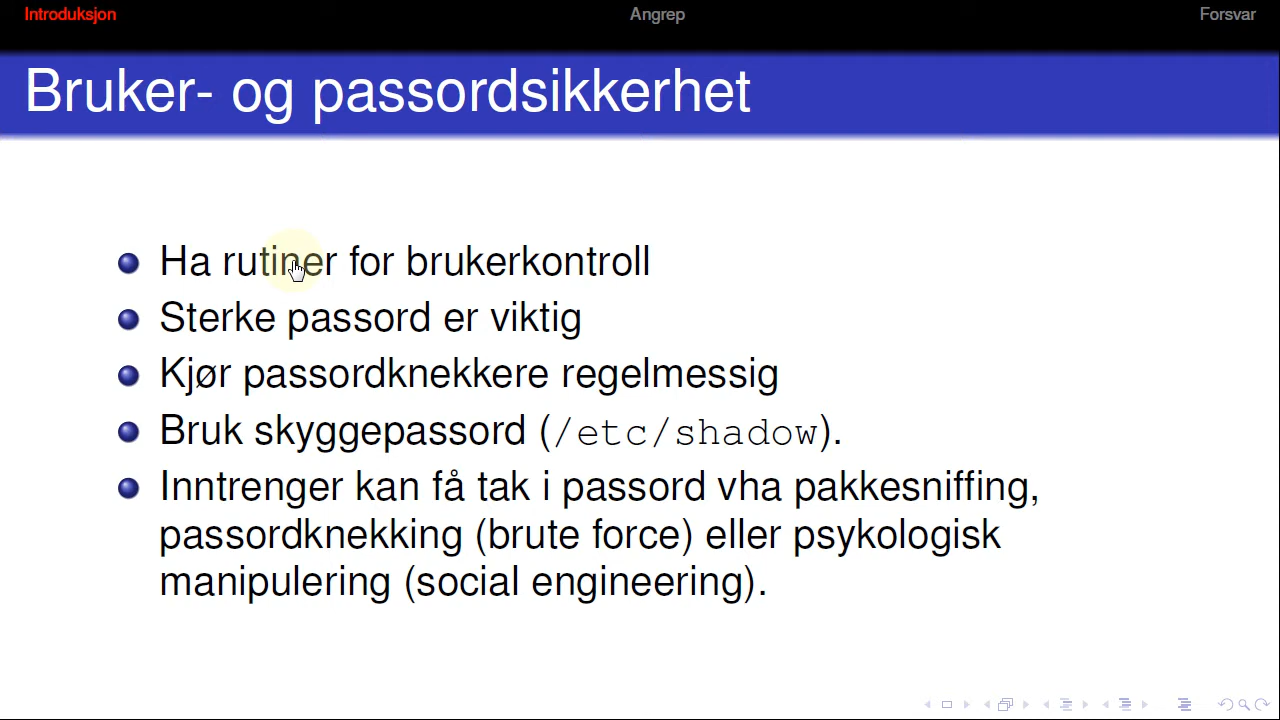 Introduksjon Angrep Forsvar
Bruker- og passordsikkerhet
Ha rutiner for brukerkontroll
Sterke passord er viktig
Kjør passordknekkere regelmessig
Bruk skyggepassord (/etc/shadow).
Inntrenger kan få tak i passord vha pakkesniffing,
passordknekking (brute force) eller psykologisk
manipulering (social engineering).